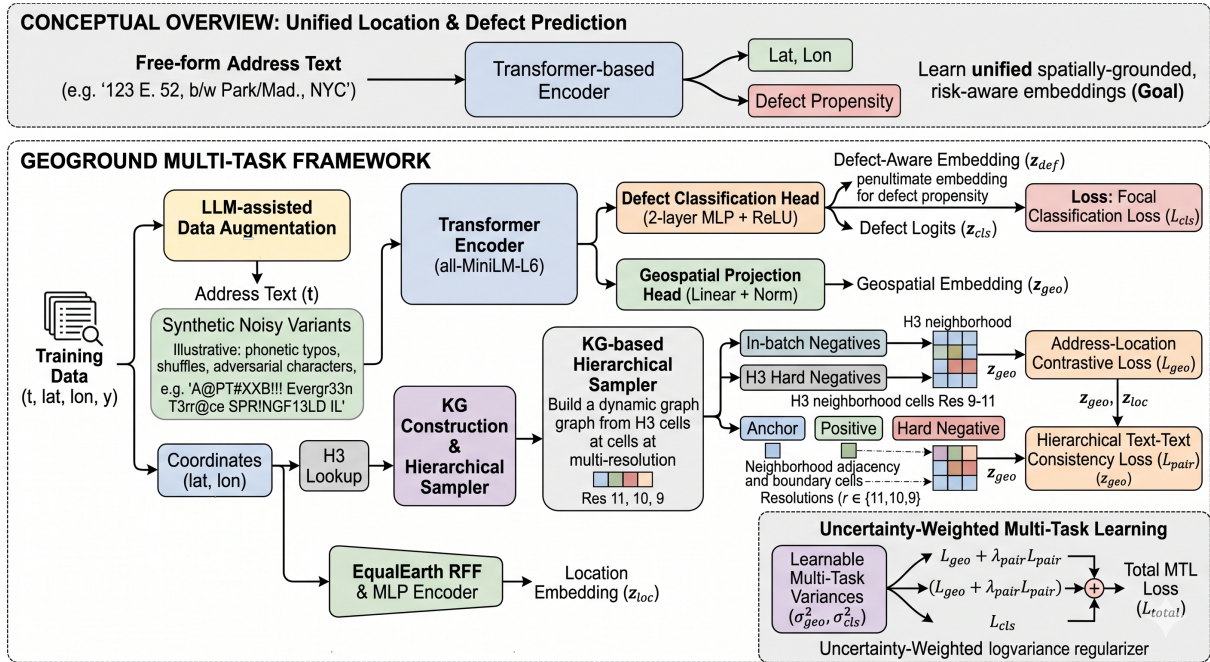 CONCEPTUAL OVERVIEW: Unified Location & Defect Prediction
Free-form Address Text
(e.g. ‘123 E. 52, b/w Park/Mad., NYC’)
Transformer-based
Encoder
Lat, Lon
Defect Propensity
Learn unified spatially-grounded,
risk-aware embeddings (Goal)
GEOGROUND MULTI-TASK FRAMEWORK
Training
Data
(t, lat, lon, y)
LLM-assisted
Data Augmentation
Address Text (t)
Synthetic Noisy Variants
Illustrative: phonetic typos,
shuffles, adversarial characters,
e.g. 'A@PT#XXB!!! Evergr33n
T3rr@ce SPR!NGF13LD IL'
Coordinates
(lat, lon)
H3
Lookup
Transformer
Encoder
(all-MiniLM-L6)
Defect Classification Head
(2-layer MLP + ReLU)
Defect-Aware Embedding (z_def)
penultimate embedding
for defect propensity
Defect Logits (z_cls)
Loss: Focal
Classification Loss (L_cls)
Geospatial Projection
Head (Linear + Norm)
Geospatial Embedding (z_geo)
KG
Construction
&
Hierarchical
Sampler
KG-based
Hierarchical
Sampler
Build a dynamic graph
graph from H3 cells
at cells at
multi-resolution
Res 11, 10, 9
In-batch Negatives
H3 Hard Negatives
H3 neighborhood
z_geo
H3 neighborhood cells Res 9-11
Address-Location
Contrastive Loss (L_geo)
z_geo, z_loc
Anchor
Positive
Hard Negative
Neighborhood adjacency
and boundary cells
Resolutions (r ∈ {11,10,9}
z_geo
Hierarchical Text-Text
Consistency Loss (L_pair)
(z_geo)
EqualEarth RFF
& MLP Encoder
Location
Embedding (z_loc)
Uncertainty-Weighted Multi-Task Learning
Learnable
Multi-Task
Variances
(σ²_geo, σ²_cls)
L_geo + λ_pair L_pair
(L_geo + λ_pair L_pair)
L_cls
+
Total MTL
Loss
(L_total)
Uncertainty-Weighted logvariance regularizer